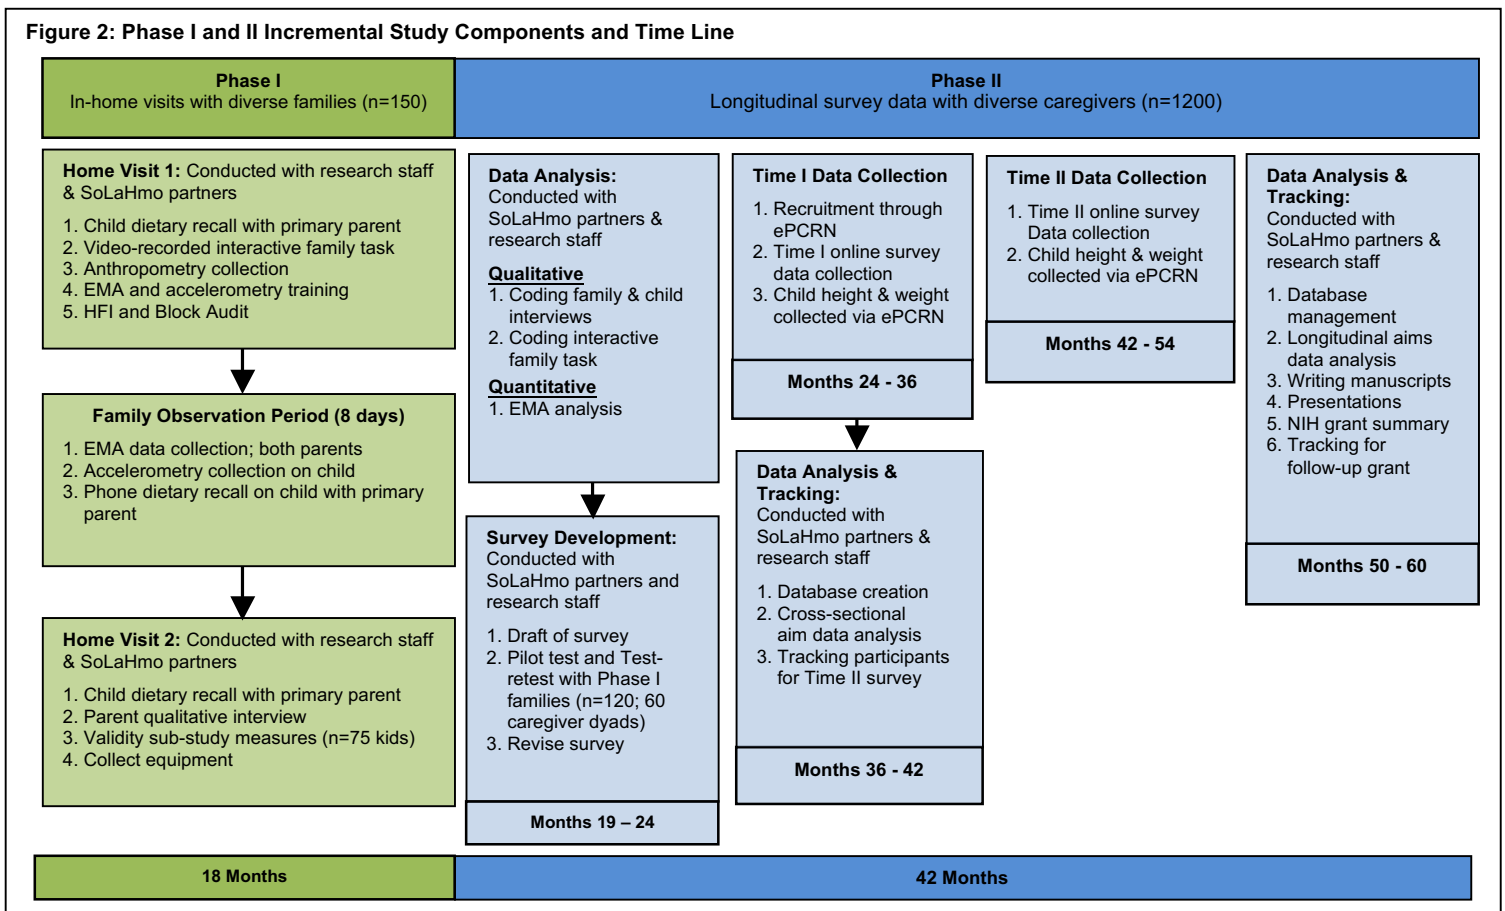 Figure 2: Phase I and II Incremental Study Components and Time Line
Phase I
In-home visits with diverse families (n=150)
Phase II
Longitudinal survey data with diverse caregivers (n=1200)
Home Visit 1: Conducted with research staff
& SoLaHmo partners
1. Child dietary recall with primary parent
2. Video-recorded interactive family task
3. Anthropometry collection
4. EMA and accelerometry training
5. HFI and Block Audit
Family Observation Period (8 days)
1. EMA data collection; both parents
2. Accelerometry collection on child
3. Phone dietary recall on child with primary
parent
Home Visit 2: Conducted with research staff
& SoLaHmo partners
1. Child dietary recall with primary parent
2. Parent qualitative interview
3. Validity sub-study measures (n=75 kids)
4. Collect equipment
Data Analysis:
Conducted with
SoLaHmo partners &
research staff
Qualitative
1. Coding family & child
interviews
2. Coding interactive
family task
Quantitative
1. EMA analysis
Survey Development:
Conducted with
SoLaHmo partners and
research staff
1. Draft of survey
2. Pilot test and Test-
retest with Phase I
families (n=120; 60
caregiver dyads)
3. Revise survey
Months 19 – 24
Time I Data Collection
1. Recruitment through
ePCRN
2. Time I online survey
data collection
3. Child height & weight
collected via ePCRN
Months 24 - 36
Data Analysis &
Tracking:
Conducted with
SoLaHmo partners &
research staff
1. Database creation
2. Cross-sectional
aim data analysis
3. Tracking participants
for Time II survey
Months 36 - 42
Time II Data Collection
1. Time II online survey
Data collection
2. Child height & weight
collected via ePCRN
Months 42 - 54
Data Analysis &
Tracking:
Conducted with
SoLaHmo partners &
research staff
1. Database
management
2. Longitudinal aims
data analysis
3. Writing manuscripts
4. Presentations
5. NIH grant summary
6. Tracking for
follow-up grant
Months 50 - 60
18 Months
42 Months